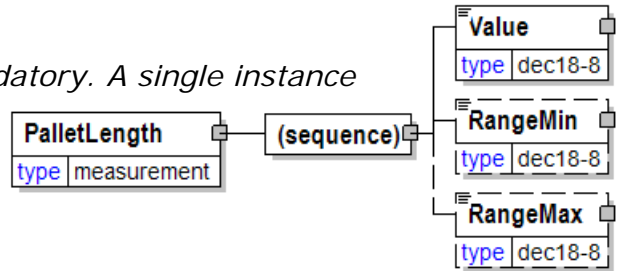 Value
type dec18-8
datory. A single instance
PalletLength
type measurement
(sequence)
RangeMin
type dec18-8
RangeMax
type dec18-8